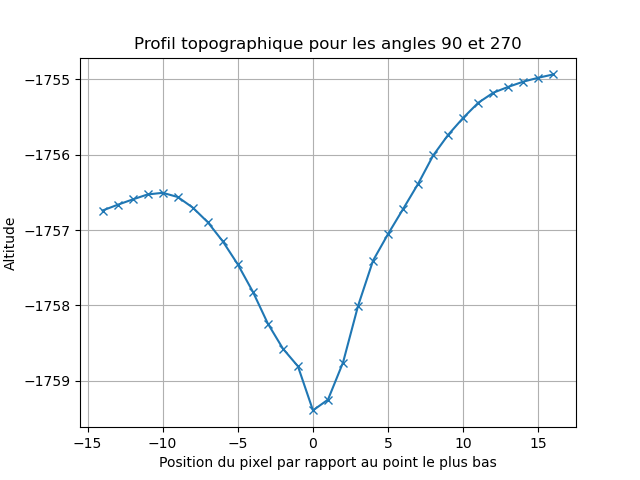 Profil topographique pour les angles 90 et 270
−1755
−1756
−1757
−1758
−1759
Altitude
−15 −10 −5 0 5 10 15
Position du pixel par rapport au point le plus bas